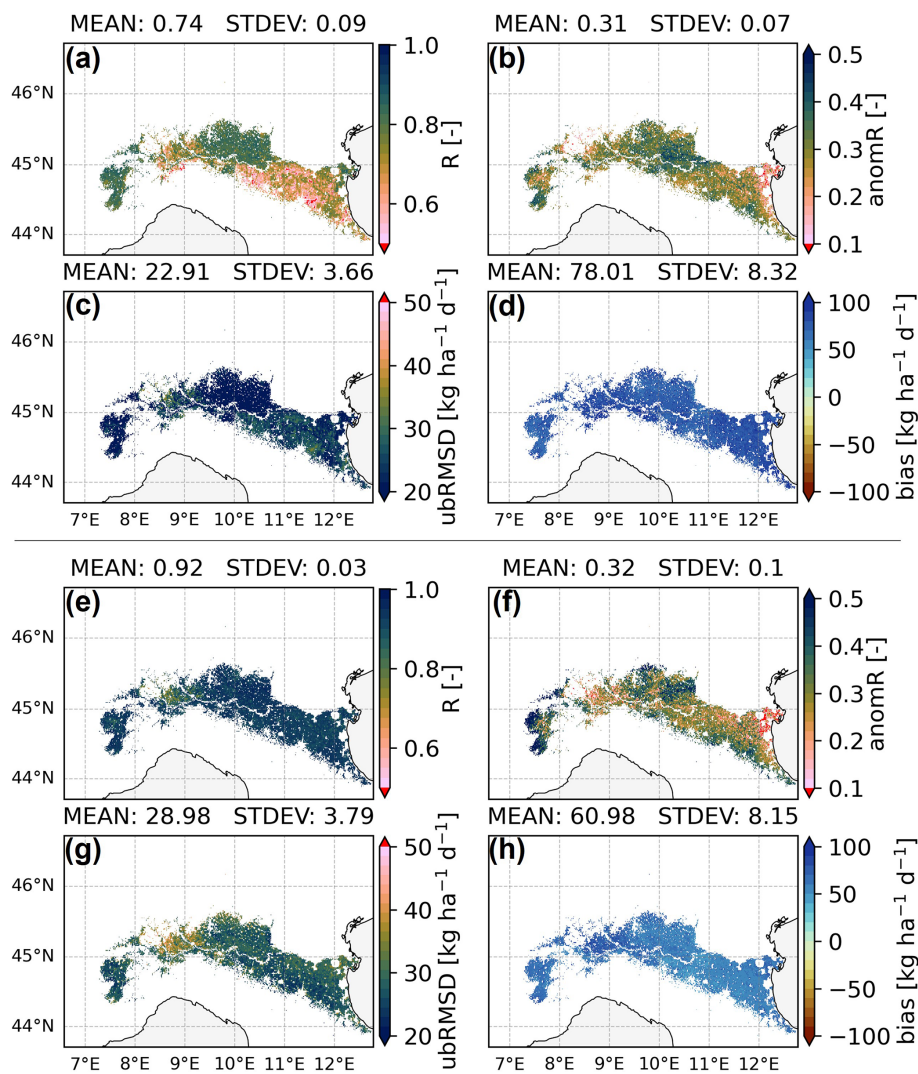 MEAN: 0.74 STDEV: 0.09
MEAN: 0.31 STDEV: 0.07
(a)
46°N
45°N
44°N
1.0
0.8
0.6
R [-]
(b)
0.5
0.4
0.3
0.2
0.1
anomR [-]
MEAN: 22.91 STDEV: 3.66
MEAN: 78.01 STDEV: 8.32
(c)
46°N
45°N
44°N
7°E 8°E 9°E 10°E 11°E 12°E
50
40
30
20
ubRMSD [kg ha⁻¹ d⁻¹]
(d)
7°E 8°E 9°E 10°E 11°E 12°E
100
50
0
−50
−100
bias [kg ha⁻¹ d⁻¹]
MEAN: 0.92 STDEV: 0.03
MEAN: 0.32 STDEV: 0.1
(e)
46°N
45°N
44°N
1.0
0.8
0.6
R [-]
(f)
0.5
0.4
0.3
0.2
0.1
anomR [-]
MEAN: 28.98 STDEV: 3.79
MEAN: 60.98 STDEV: 8.15
(g)
46°N
45°N
44°N
7°E 8°E 9°E 10°E 11°E 12°E
50
40
30
20
ubRMSD [kg ha⁻¹ d⁻¹]
(h)
7°E 8°E 9°E 10°E 11°E 12°E
100
50
0
−50
−100
bias [kg ha⁻¹ d⁻¹]